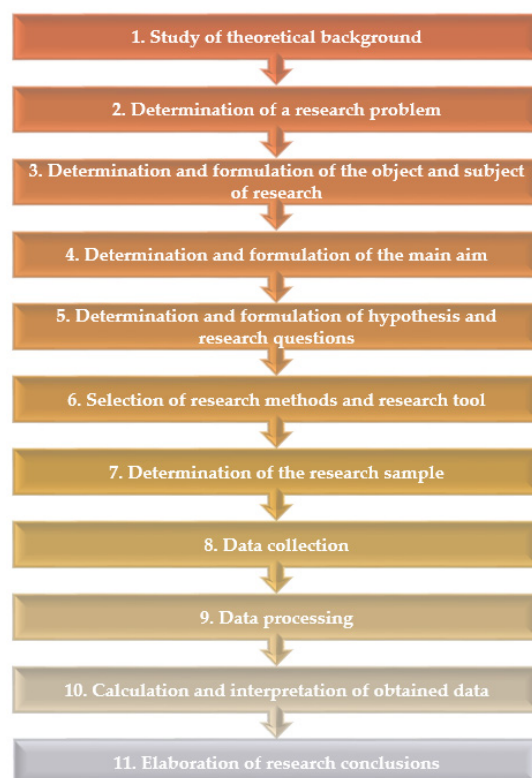 1. Study of theoretical background
2. Determination of a research problem
3. Determination and formulation of the object and subject
of research
4. Determination and formulation of the main aim
5. Determination and formulation of hypothesis and
research questions
6. Selection of research methods and research tool
7. Determination of the research sample
8. Data collection
9. Data processing
10. Calculation and interpretation of obtained data
11. Elaboration of research conclusions